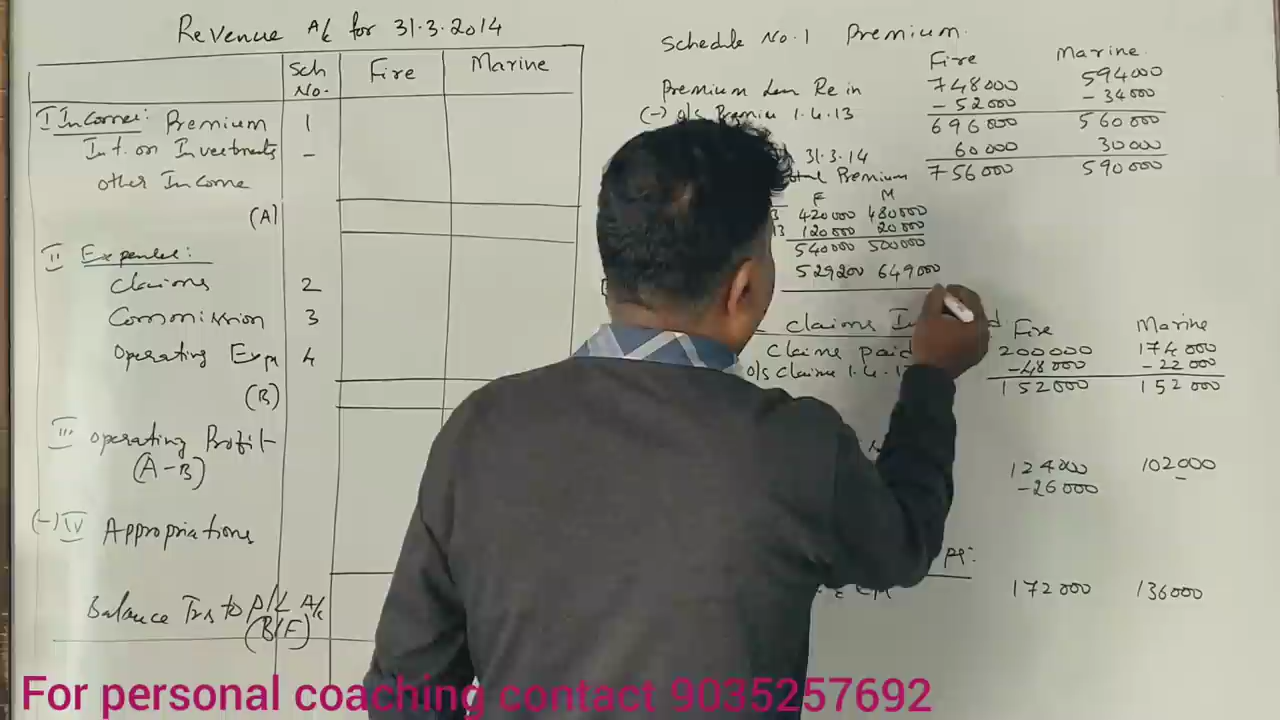 Revenue A/c for 31.3.2014
Sch No. Fire Marine
I Income: Premium 1
Int. on Investments -
other Income
(A)
II Expenses:
Claims 2
Commission 3
Operating Exp 4
(B)
III Operating Profit
(A-B)
(-) IV Appropriations
Balance Trs to P/L A/c
(B/F)
Schedule No.1 Premium
Fire Marine
Premium Less Re in 748000 594000
(-) o/s Premium 1.4.13 - 52000 - 34000
696000 560000
31.3.14 60000 30000
Premium 756000 590000
F M
3 420000 480000
13 120000 20000
540000 500000
529200 649000
Claims Fire Marine
Claims paid 200000 174000
o/s Claims 1.4.1 -48000 -22000
152000 152000
124000 102000
-26000 -
172000 136000
For personal coaching contact 9035257692